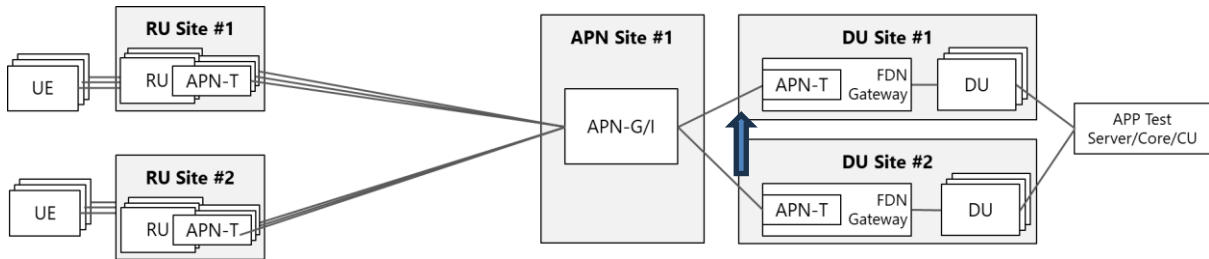 RU Site #1
UE
RU
APN-T
RU Site #2
UE
RU
APN-T
APN Site #1
APN-G/I
DU Site #1
APN-T
FDN
Gateway
DU
DU Site #2
APN-T
FDN
Gateway
DU
APP Test
Server/Core/CU